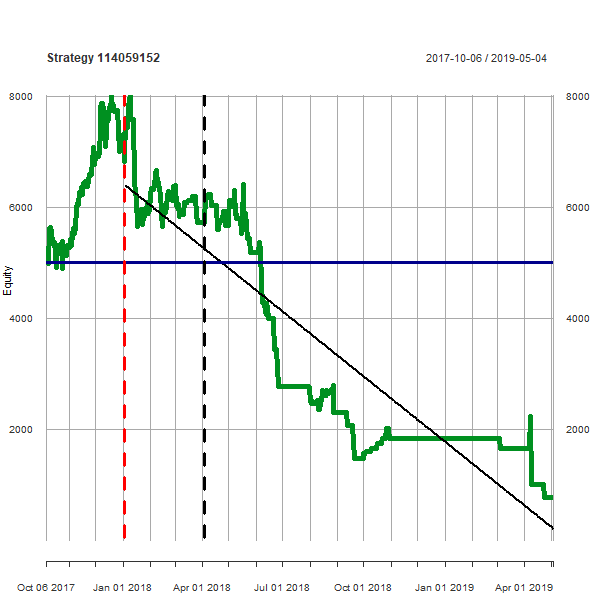 Strategy 114059152
2017-10-06 / 2019-05-04
8000
8000
6000
6000
Equity
4000
4000
2000
2000
Oct 06 2017
Jan 01 2018
Apr 01 2018
Jul 01 2018
Oct 01 2018
Jan 01 2019
Apr 01 2019